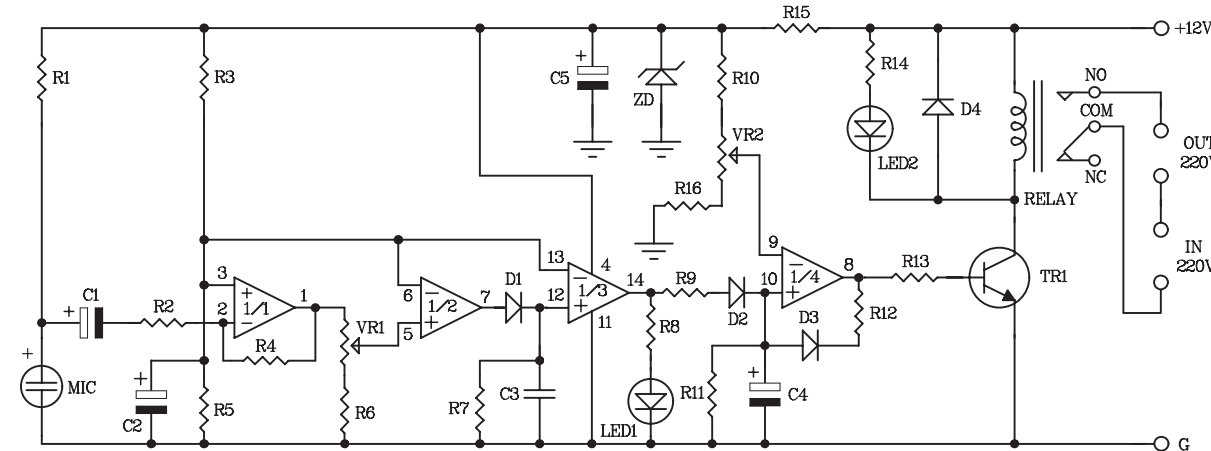 R15
+12V
R1
R3
+
C5
ZD
R10
R14
D4
NO
COM
NC
VR2
LED2
OUT
220V
R16
RELAY
IN
220V
13
4
9
8
3
6
D1
−
14
R9
−
R13
TR1
+
C1
R2
+
1/1
1
−
1/2
7
12
1/3
10
1/4
2
−
VR1
5
+
+
11
D2
+
R4
R8
D3
R12
+
MIC
+
C2
R5
R6
R7
C3
LED1
R11
+
C4
G